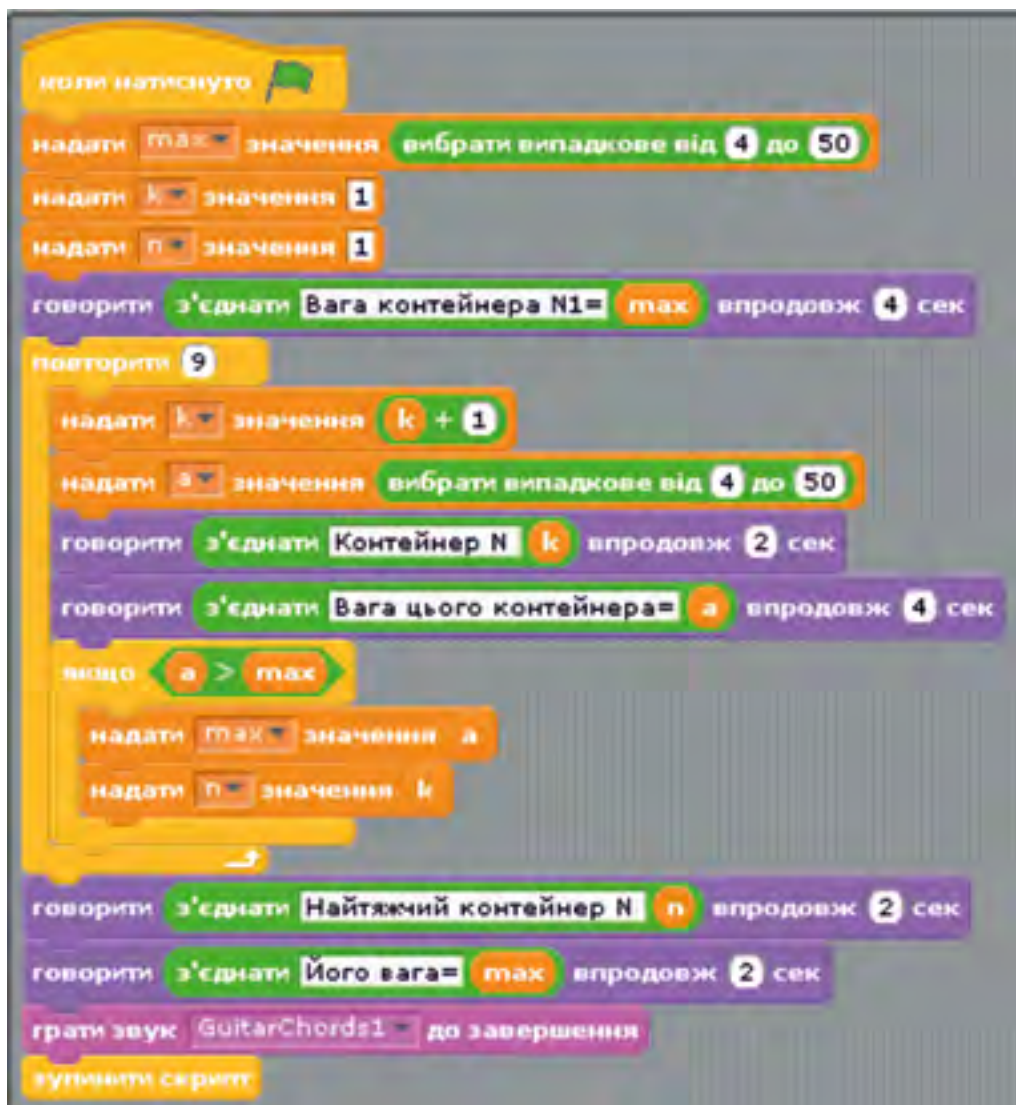 коли натиснуто
надати max значення вибрати випадкове від 4 до 50
надати k значення 1
надати n значення 1
говорити з'єднати Вага контейнера N1= max впродовж 4 сек
повторити 9
надати k значення k + 1
надати a значення вибрати випадкове від 4 до 50
говорити з'єднати Контейнер N k впродовж 2 сек
говорити з'єднати Вага цього контейнера= a впродовж 4 сек
якщо a > max
надати max значення a
надати n значення k
говорити з'єднати Найтяжчий контейнер N n впродовж 2 сек
говорити з'єднати Його вага= max впродовж 2 сек
грати звук GuitarChords1 до завершення
зупинити скрипт